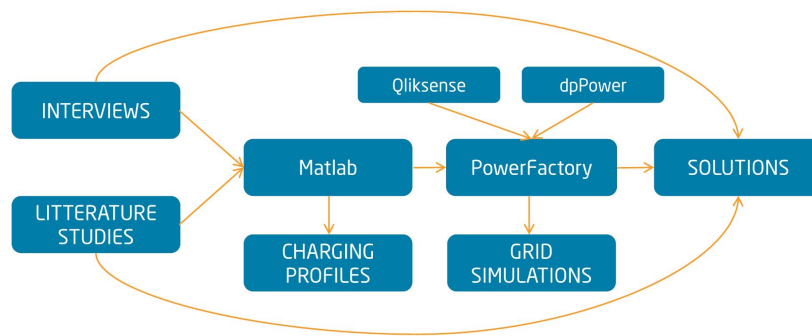 Qliksense
dpPower
INTERVIEWS
Matlab
PowerFactory
SOLUTIONS
LITTERATURE
STUDIES
CHARGING
PROFILES
GRID
SIMULATIONS